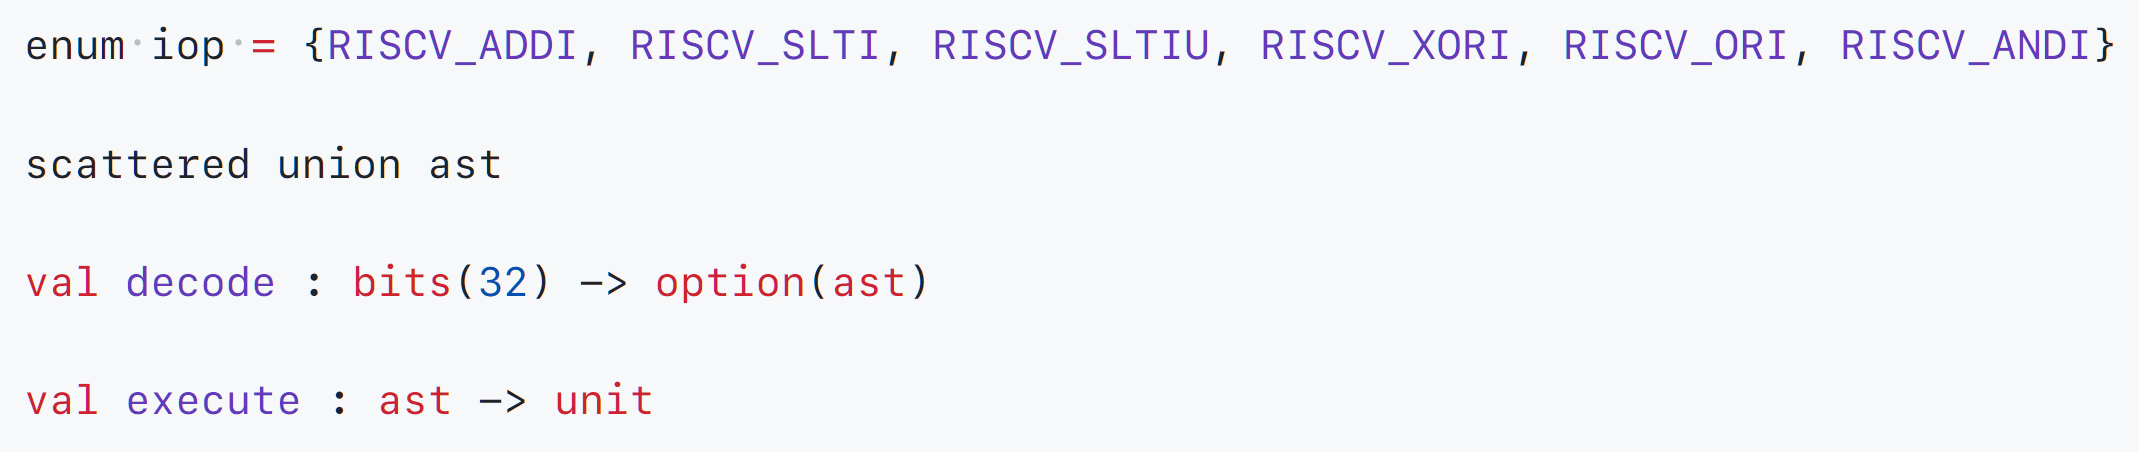 enum iop = {RISCV_ADDI, RISCV_SLTI, RISCV_SLTIU, RISCV_XORI, RISCV_ORI, RISCV_ANDI}
scattered union ast
val decode : bits(32) -> option(ast)
val execute : ast -> unit